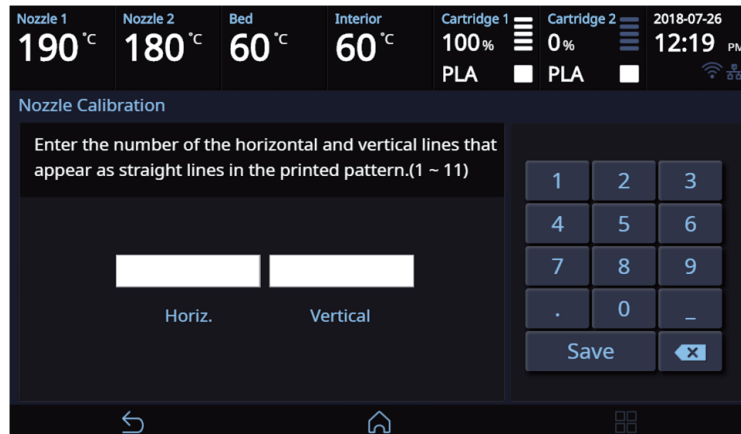 Nozzle 1 Nozzle 2 Bed Interior Cartridge 1 Cartridge 2 2018-07-26
190 °C 180 °C 60 °C 60 °C 100% 0% 12:19 PM
PLA PLA
Nozzle Calibration
Enter the number of the horizontal and vertical lines that
appear as straight lines in the printed pattern.(1 ~ 11)
1 2 3
4 5 6
7 8 9
. 0 _
Horiz. Vertical
Save